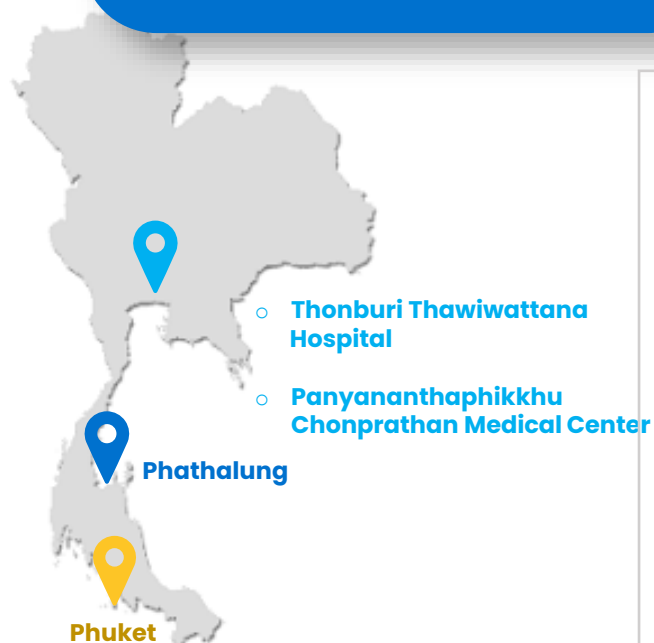 ○ Thonburi Thawiwattana
Hospital
○ Panyananthaphikkhu
Chonprathan Medical Center
Phathalung
Phuket